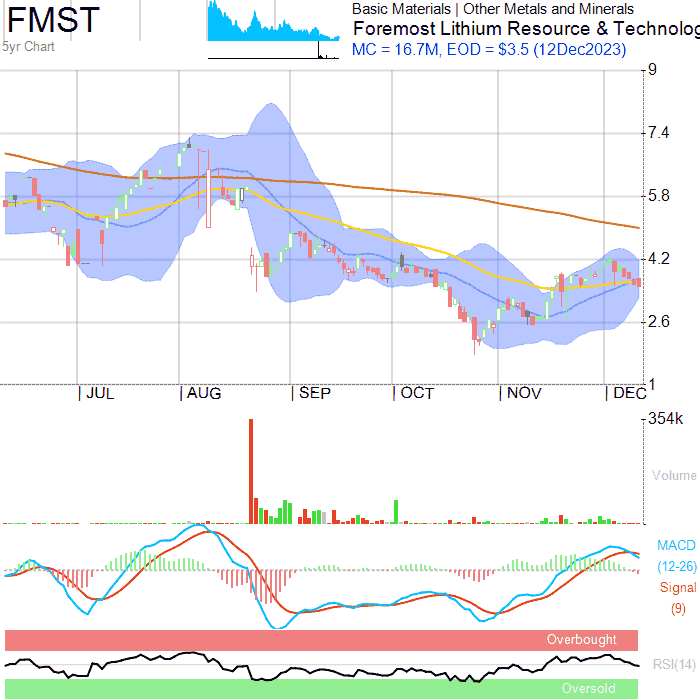 FMST
5yr Chart
Basic Materials | Other Metals and Minerals
Foremost Lithium Resource & Technolog
MC = 16.7M, EOD = $3.5 (12Dec2023)
9
7.4
5.8
4.2
2.6
1
| JUL | AUG | SEP | OCT | NOV | DEC
354k
Volume
MACD
(12-26)
Signal
(9)
Overbought
RSI(14)
Oversold